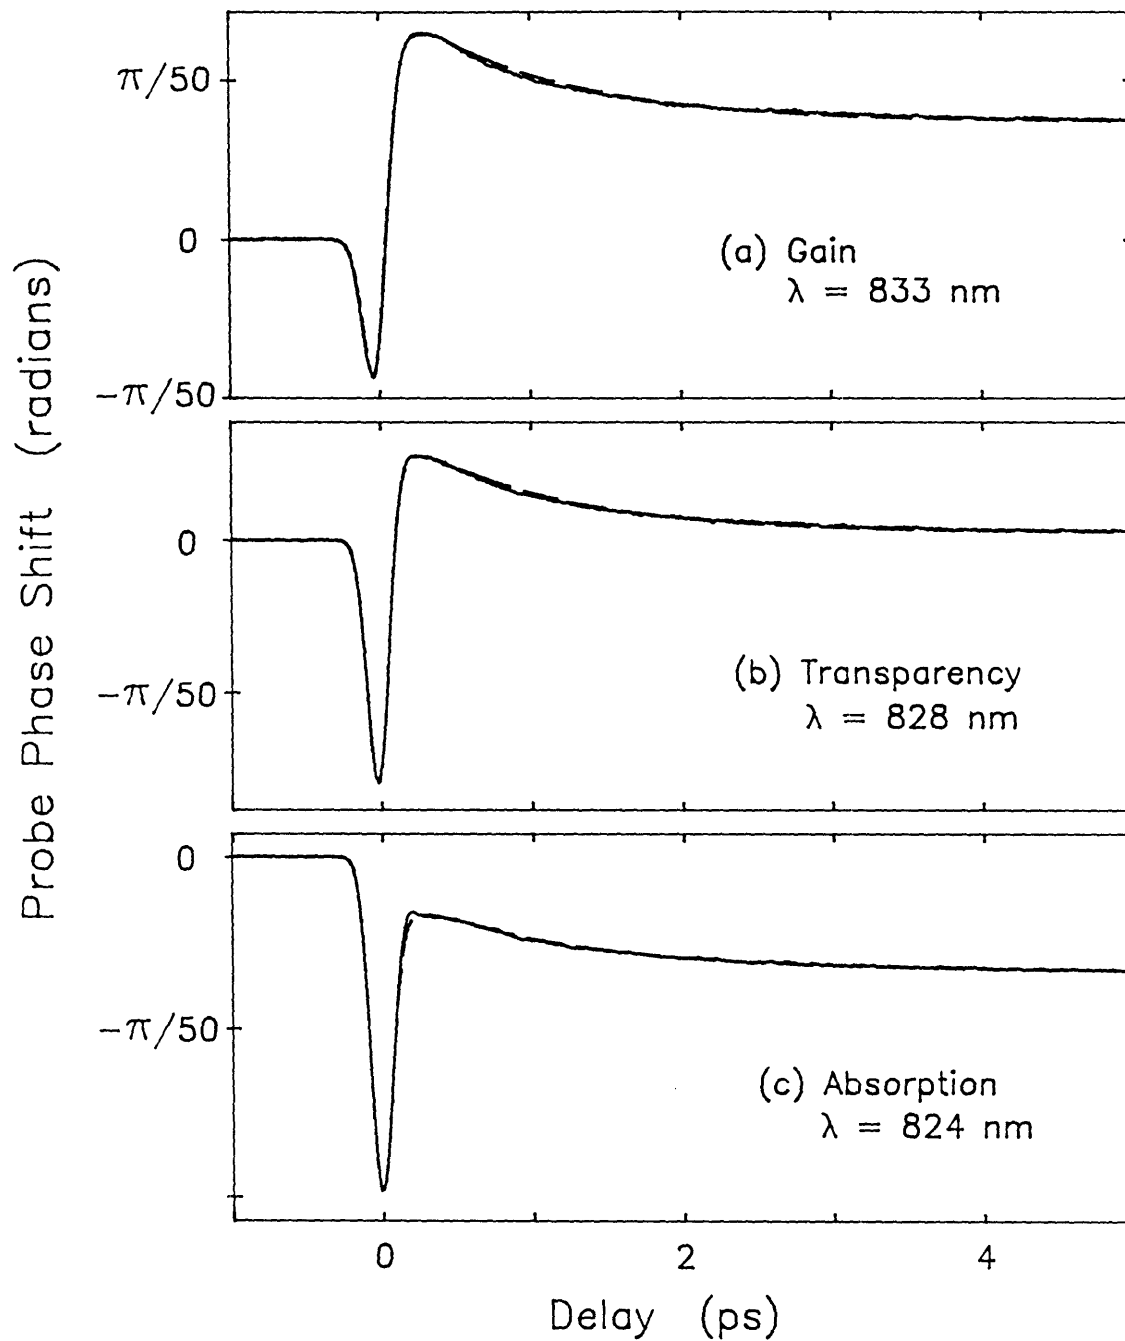 Probe Phase Shift (radians)
π/50
0
-π/50
(a) Gain
λ = 833 nm
0
-π/50
(b) Transparency
λ = 828 nm
0
-π/50
(c) Absorption
λ = 824 nm
0 2 4
Delay (ps)